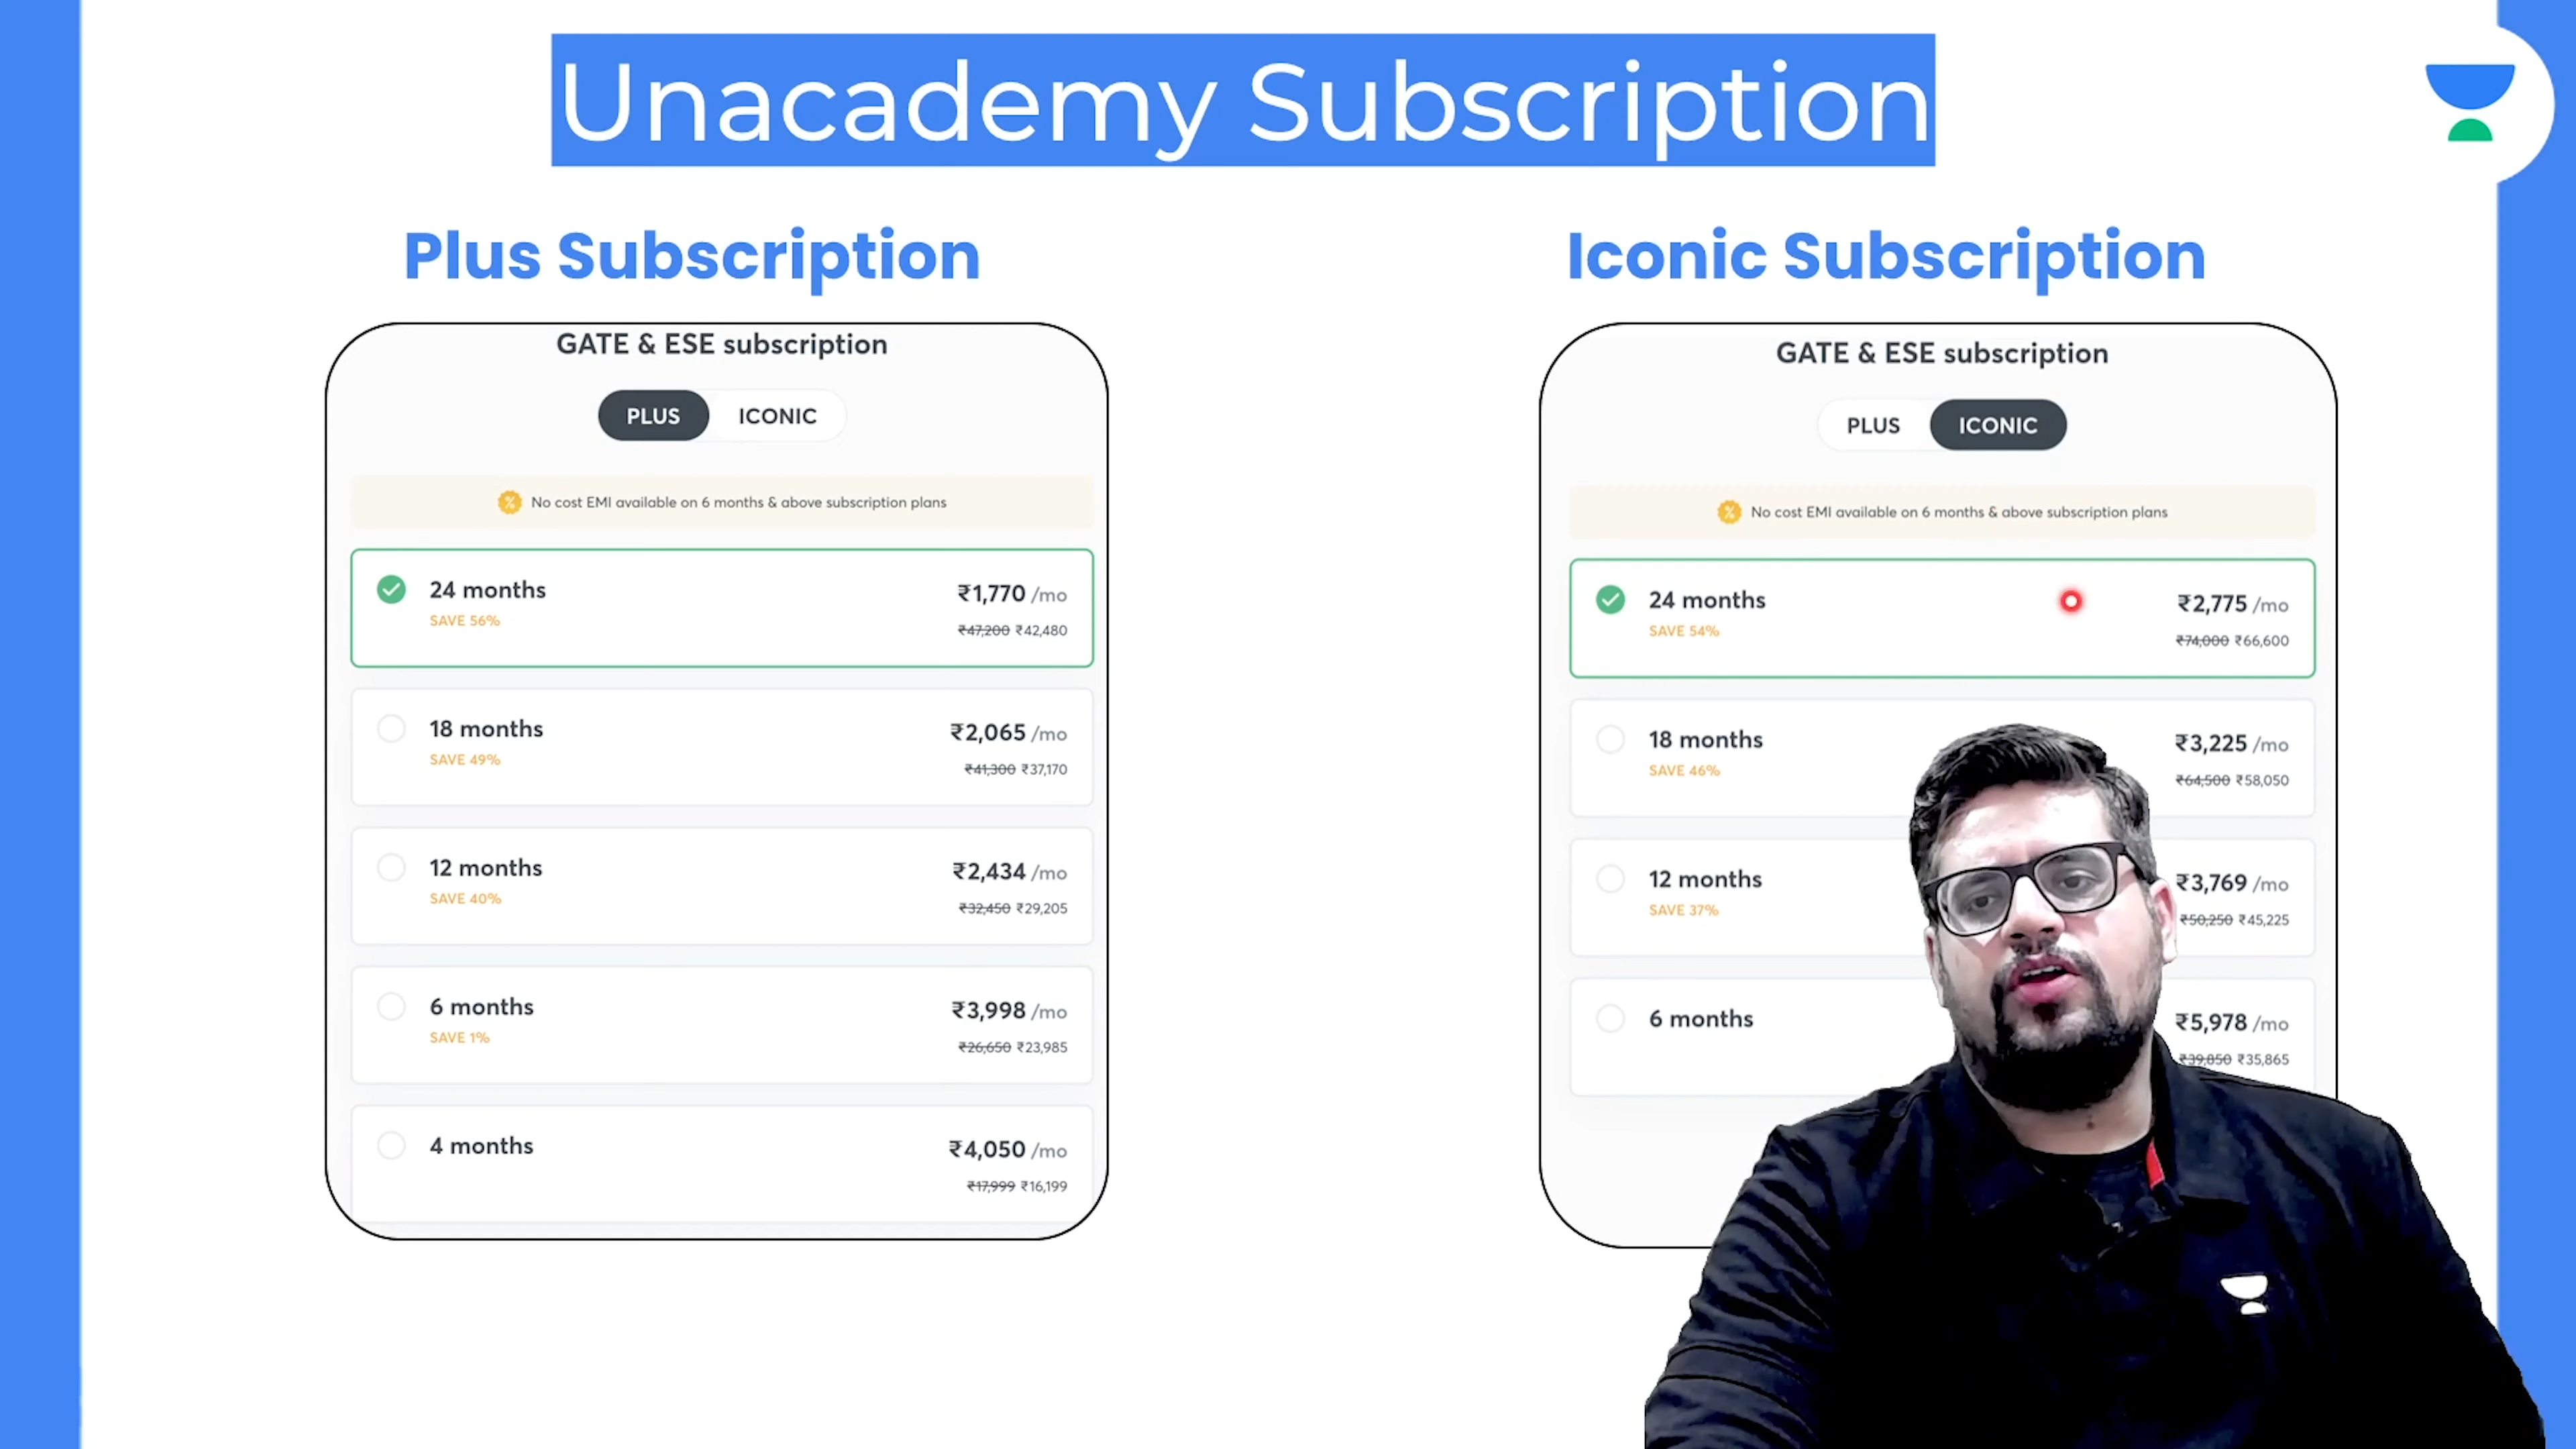 Unacademy Subscription
Plus Subscription
GATE & ESE subscription
PLUS ICONIC
No cost EMI available on 6 months & above subscription plans
24 months ₹1,770 /mo
SAVE 56% ₹47,200 ₹42,480
18 months ₹2,065 /mo
SAVE 49% ₹41,300 ₹37,170
12 months ₹2,434 /mo
SAVE 40% ₹32,450 ₹29,205
6 months ₹3,998 /mo
SAVE 1% ₹26,650 ₹23,985
4 months ₹4,050 /mo
₹17,999 ₹16,199
Iconic Subscription
GATE & ESE subscription
PLUS ICONIC
No cost EMI available on 6 months & above subscription plans
24 months ₹2,775 /mo
SAVE 54% ₹74,000 ₹66,600
18 months ₹3,225 /mo
SAVE 46% ₹64,500 ₹58,050
12 months ₹3,769 /mo
SAVE 37% ₹50,250 ₹45,225
6 months ₹5,978 /mo
₹39,850 ₹35,865